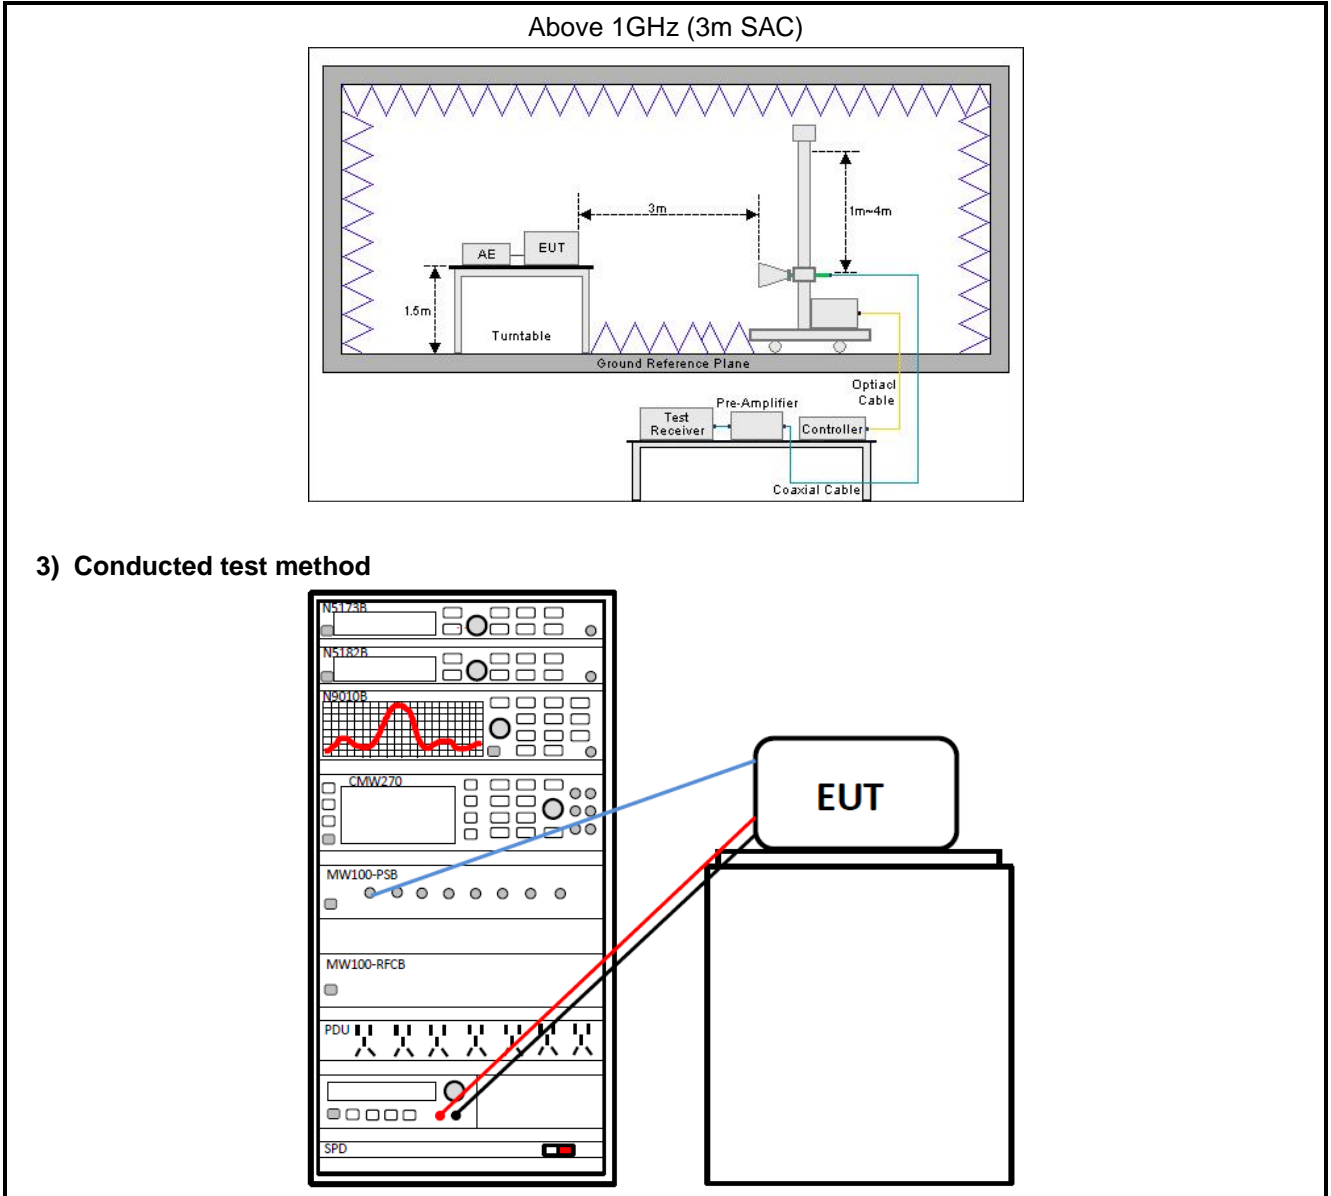 Above 1GHz (3m SAC)
3m
1m~4m
AE
EUT
1.5m
Turntable
Ground Reference Plane
Optiacl
Cable
Pre-Amplifier
Test
Receiver
Controller
Coaxial Cable
3) Conducted test method
N5173B
N5182B
N9010B
CMW270
EUT
MW100-PSB
MW100-RFCB
PDU
SPD